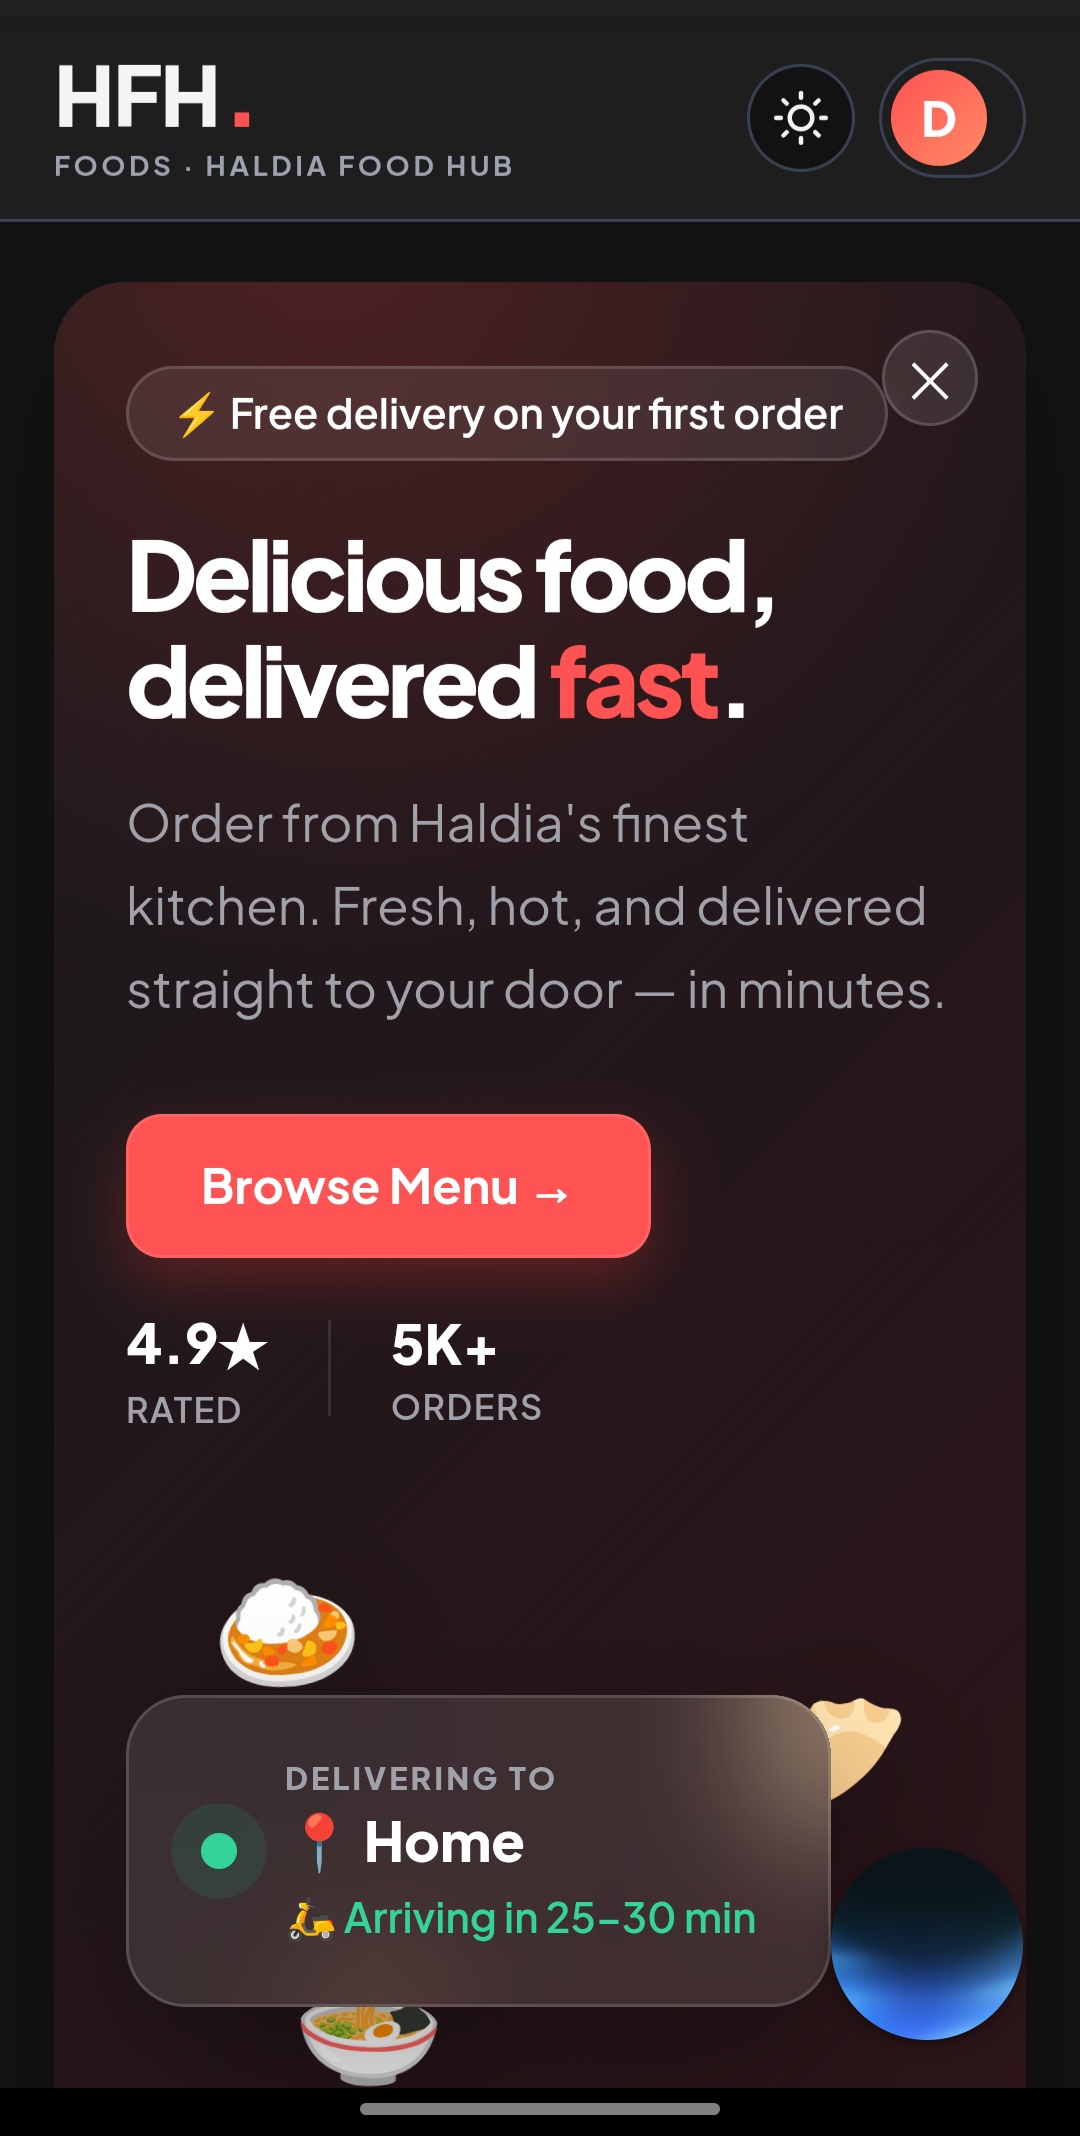 HFH.
FOODS · HALDIA FOOD HUB
D
⚡ Free delivery on your first order
Delicious food,
delivered fast.
Order from Haldia's finest
kitchen. Fresh, hot, and delivered
straight to your door — in minutes.
Browse Menu →
4.9★
RATED
5K+
ORDERS
DELIVERING TO
📍 Home
🛵 Arriving in 25–30 min